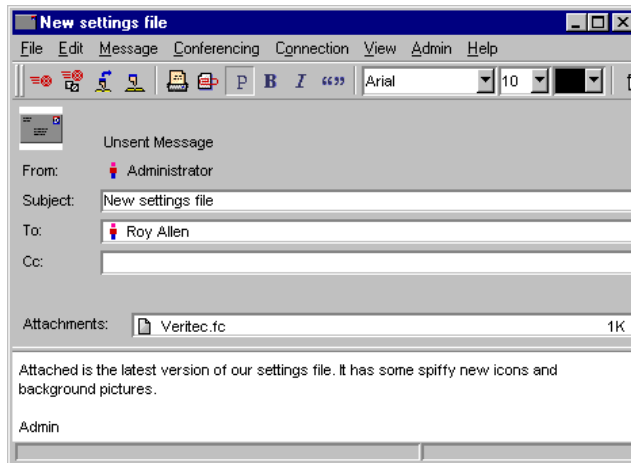 New settings file
File Edit Message Conferencing Connection View Admin Help
P B I “” Arial 10
Unsent Message
From: Administrator
Subject: New settings file
To: Roy Allen
Cc:
Attachments: Veritec.fc 1K
Attached is the latest version of our settings file. It has some spiffy new icons and
background pictures.
Admin